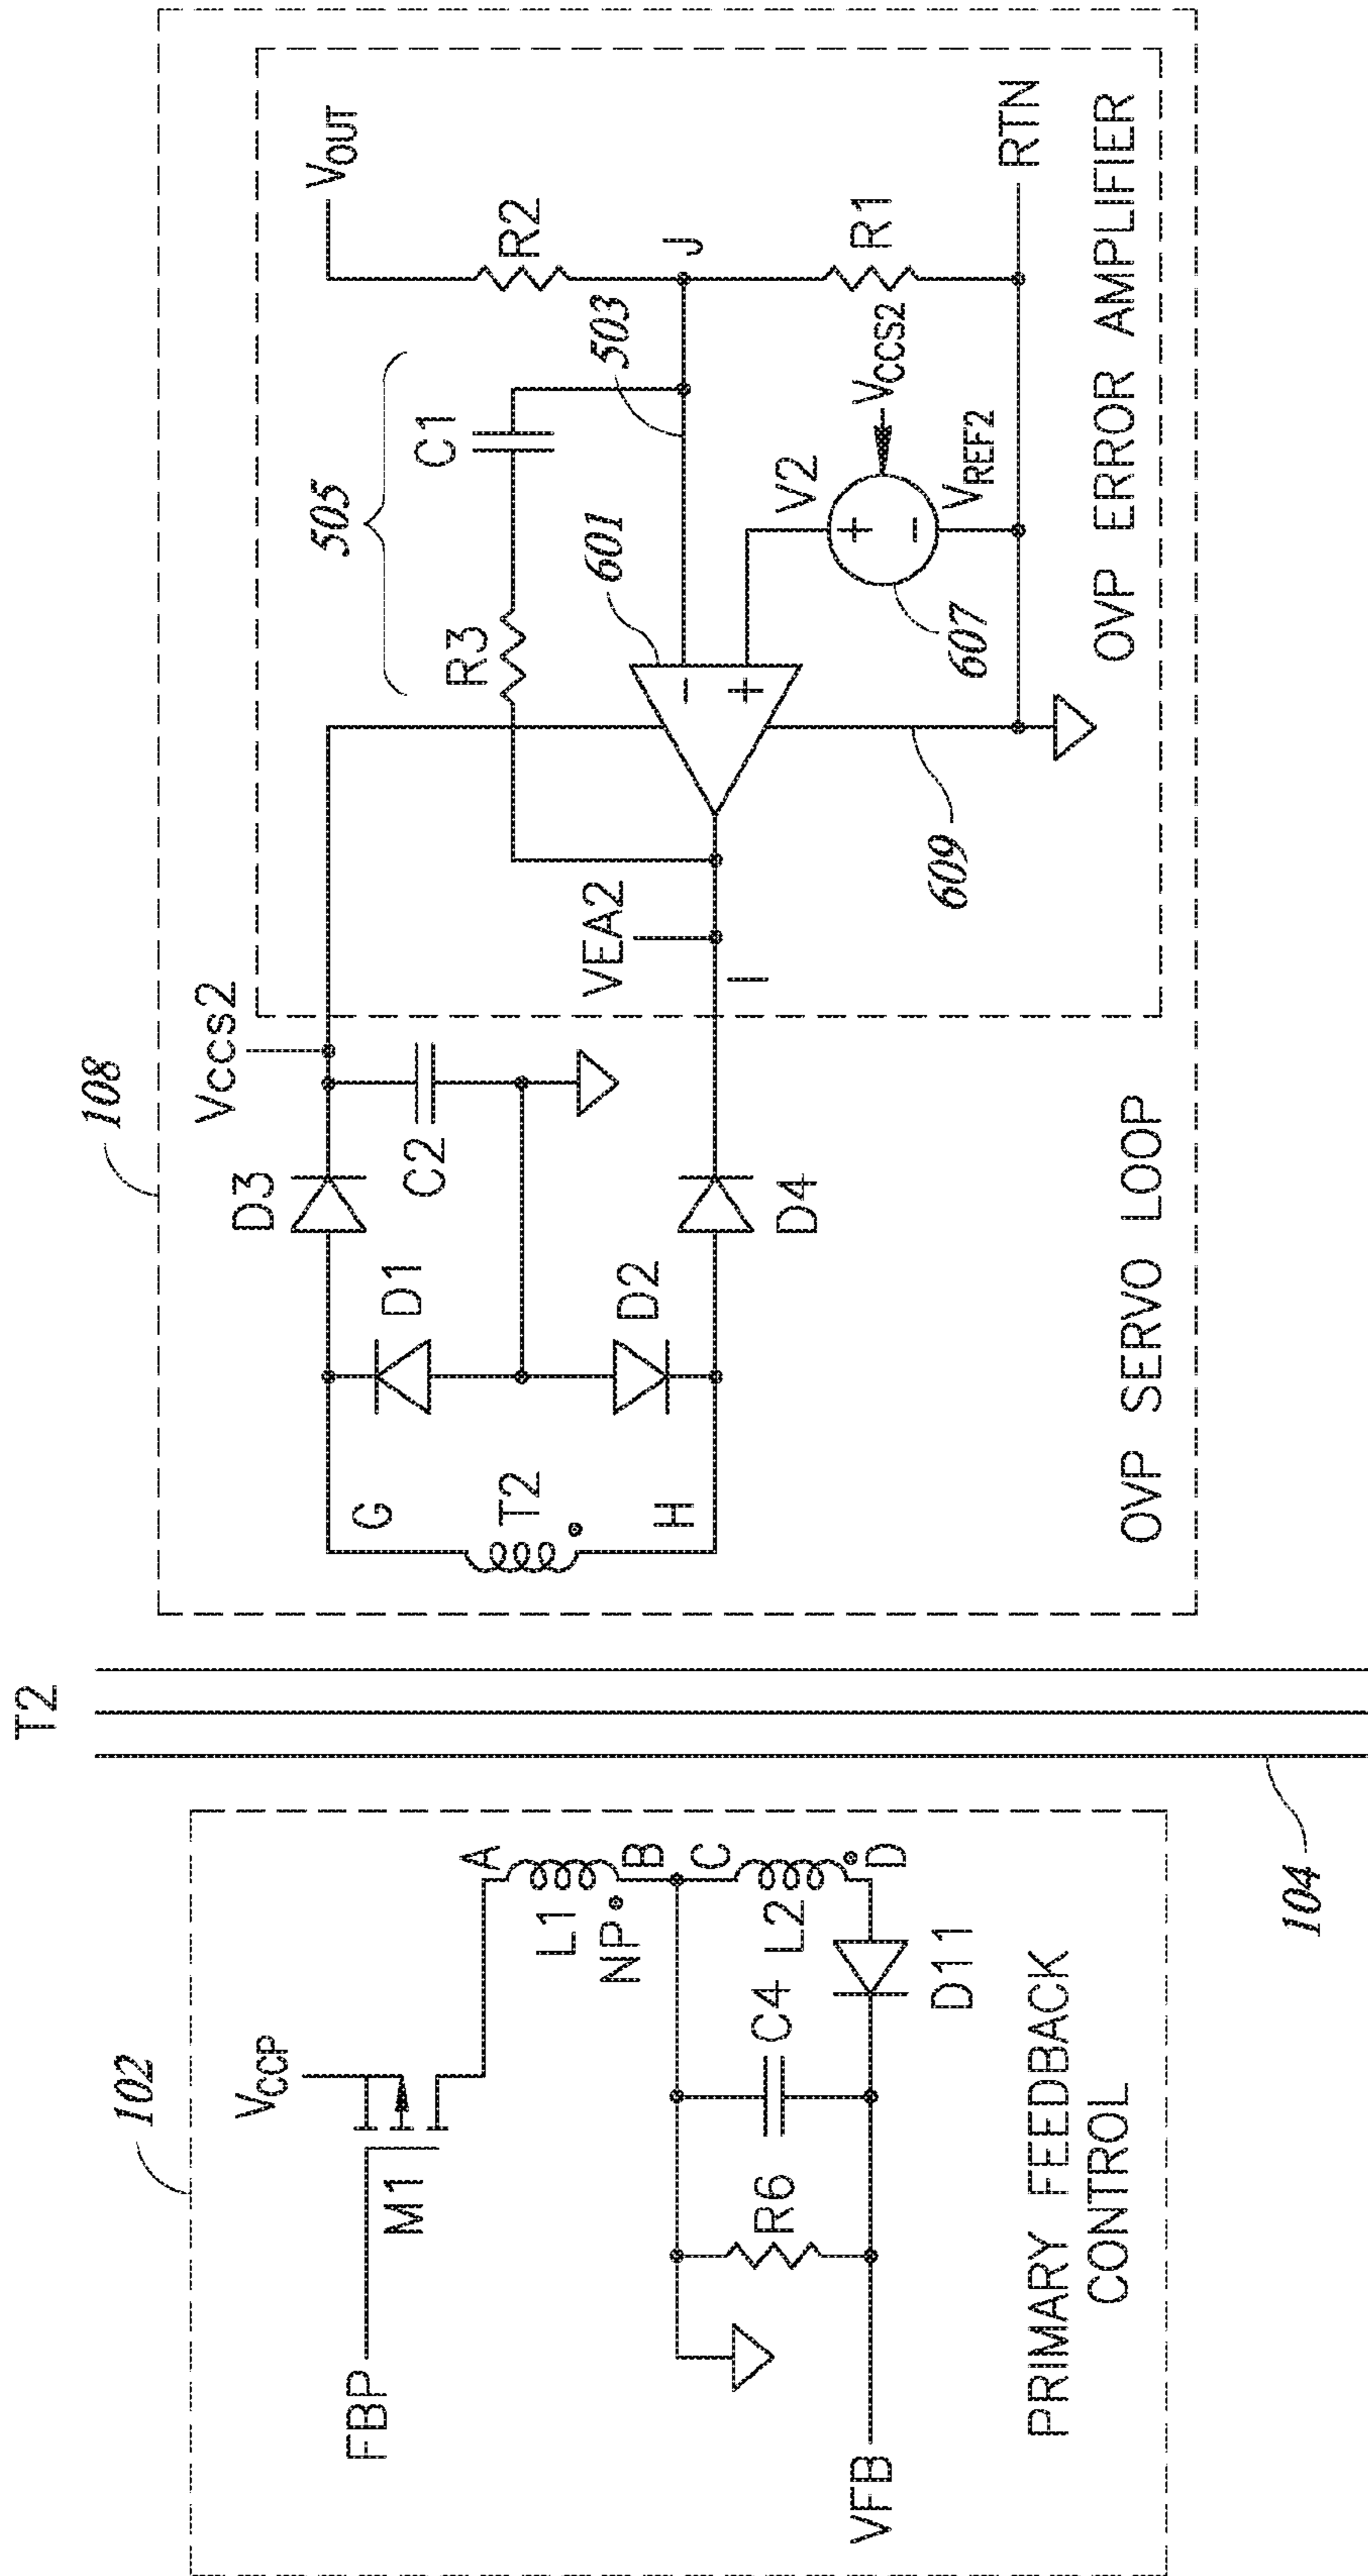 T2
102
VCCP
FBP
M1
A
L1
NP
B
C
L2
D
C4
R6
D11
VFB
PRIMARY FEEDBACK
CONTROL
104
108
G
T2
H
D1
D2
D3
D4
C2
Vccs2
OVP SERVO LOOP
VEA2
I
505
R3
C1
601
503
VOUT
R2
J
R1
V2
VCCS2
VREF2
607
609
RTN
OVP ERROR AMPLIFIER